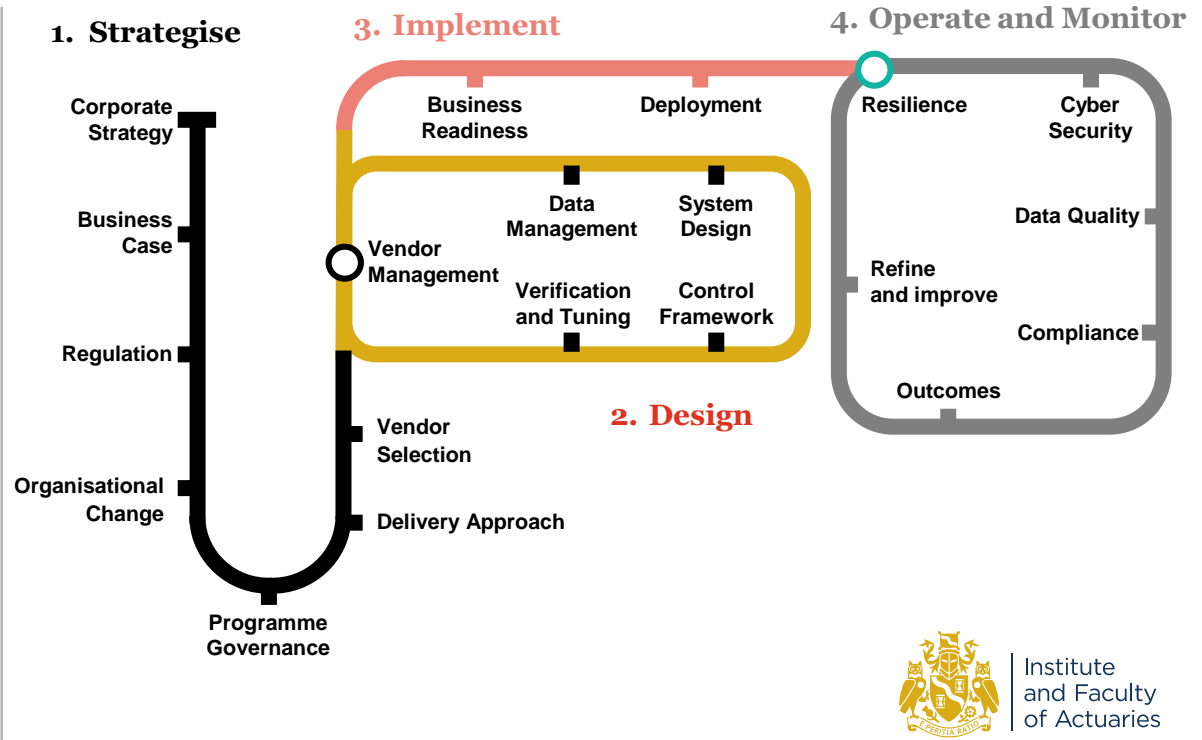 1. Strategise
3. Implement
4. Operate and Monitor
Corporate
Strategy
Business
Case
Regulation
Organisational
Change
Programme
Governance
Delivery Approach
Vendor
Selection
Vendor
Management
2. Design
Data
Management
System
Design
Verification
and Tuning
Control
Framework
Business
Readiness
Deployment
Resilience
Cyber
Security
Data Quality
Compliance
Outcomes
Refine
and improve
E PERITIA RATIO
Institute
and Faculty
of Actuaries